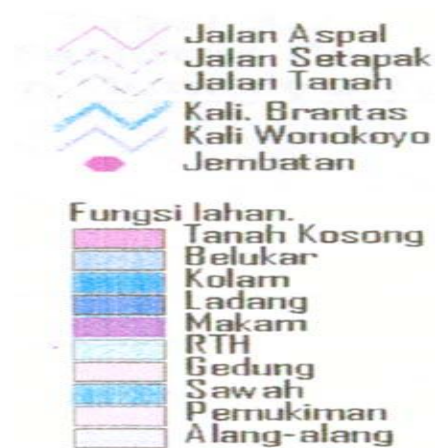 Jalan Aspal
Jalan Setapak
Jalan Tanah
Kali. Brantas
Kali Wonokoyo
Jembatan
Fungsi lahan.
Tanah Kosong
Belukar
Kolam
Ladang
Makam
RTH
Gedung
Sawah
Pemukiman
Alang-alang